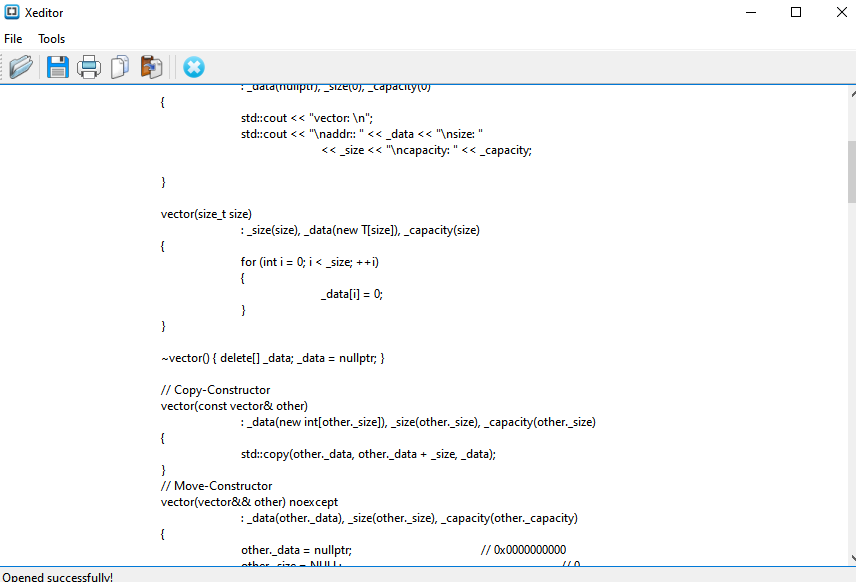 Xeditor
File Tools
: _data(nullptr), _size(0), _capacity(0)
{
std::cout << "vector: \n";
std::cout << "\naddr:: " << _data << "\nsize: "
<< _size << "\ncapacity: " << _capacity;
}
vector(size_t size)
: _size(size), _data(new T[size]), _capacity(size)
{
for (int i = 0; i < _size; ++i)
{
_data[i] = 0;
}
}
~vector() { delete[] _data; _data = nullptr; }
// Copy-Constructor
vector(const vector& other)
: _data(new int[other._size]), _size(other._size), _capacity(other._size)
{
std::copy(other._data, other._data + _size, _data);
}
// Move-Constructor
vector(vector&& other) noexcept
: _data(other._data), _size(other._size), _capacity(other._capacity)
{
other._data = nullptr; // 0x0000000000
other._size = NULL; // 0
Opened successfully!